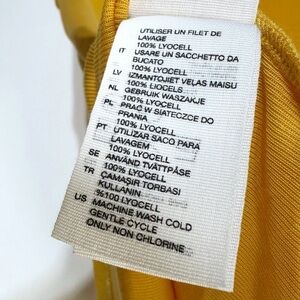 UTILISER UN FILET DE
LAVAGE
100% LYOCELL
IT USARE UN SACCHETTO DA
BUCATO
100% LYOCELL
LV IZMANTOJIET VEĻAS MAISU
100% LIOCELS
NL GEBRUIK WASZAKJE
100% LYOCELL
PL PRAĆ W SIATECZCE DO
PRANIA
100% LYOCELL
PT UTILIZAR SACO PARA
LAVAGEM
100% LYOCELL
SE ANVÄND TVÄTTPÅSE
100% LYOCELL
TR ÇAMAŞIR TORBASI
KULLANIN
%100 LYOCELL
US MACHINE WASH COLD
GENTLE CYCLE
ONLY NON CHLORINE